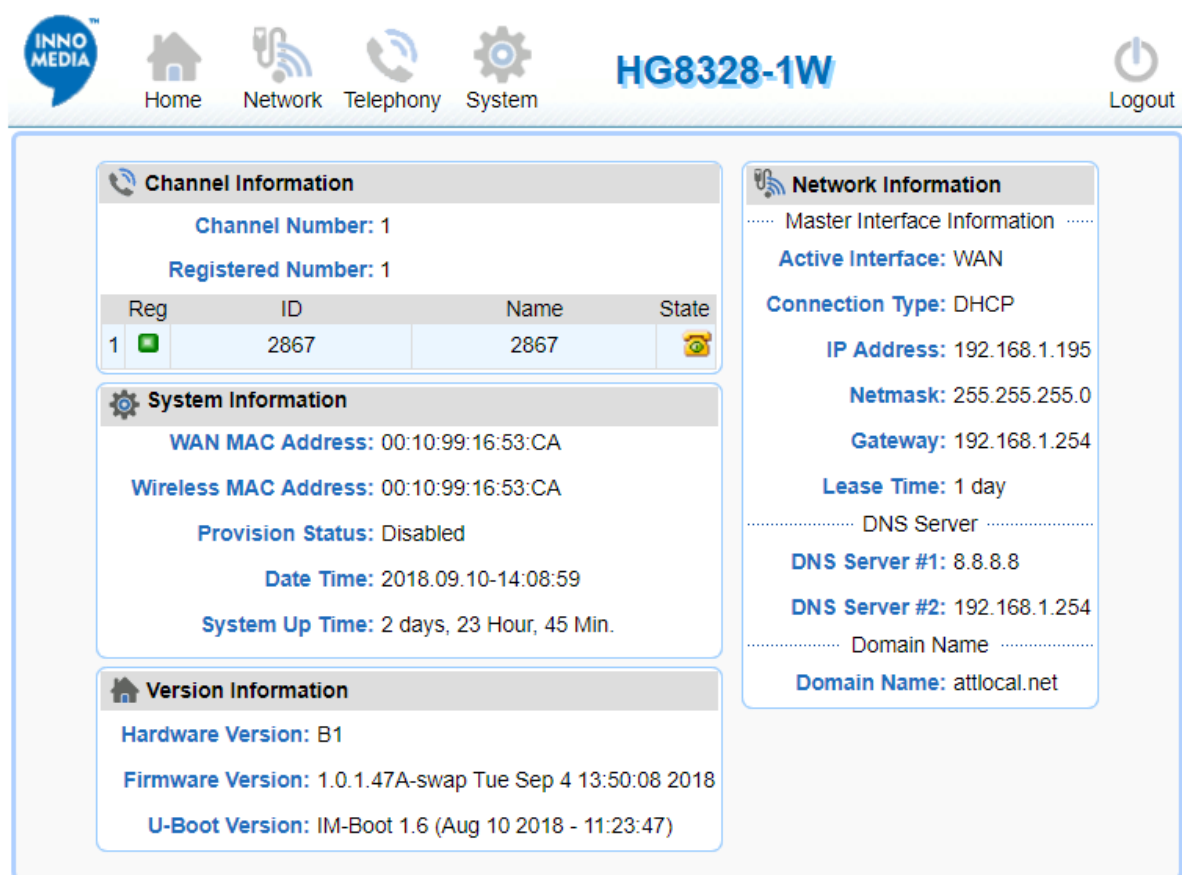 INNO
MEDIA
TM
Home
Network
Telephony
System
HG8328-1W
Logout
Channel Information
Channel Number: 1
Registered Number: 1
Reg ID Name State
1 2867 2867
System Information
WAN MAC Address: 00:10:99:16:53:CA
Wireless MAC Address: 00:10:99:16:53:CA
Provision Status: Disabled
Date Time: 2018.09.10-14:08:59
System Up Time: 2 days, 23 Hour, 45 Min.
Version Information
Hardware Version: B1
Firmware Version: 1.0.1.47A-swap Tue Sep 4 13:50:08 2018
U-Boot Version: IM-Boot 1.6 (Aug 10 2018 - 11:23:47)
Network Information
Master Interface Information
Active Interface: WAN
Connection Type: DHCP
IP Address: 192.168.1.195
Netmask: 255.255.255.0
Gateway: 192.168.1.254
Lease Time: 1 day
DNS Server
DNS Server #1: 8.8.8.8
DNS Server #2: 192.168.1.254
Domain Name
Domain Name: attlocal.net